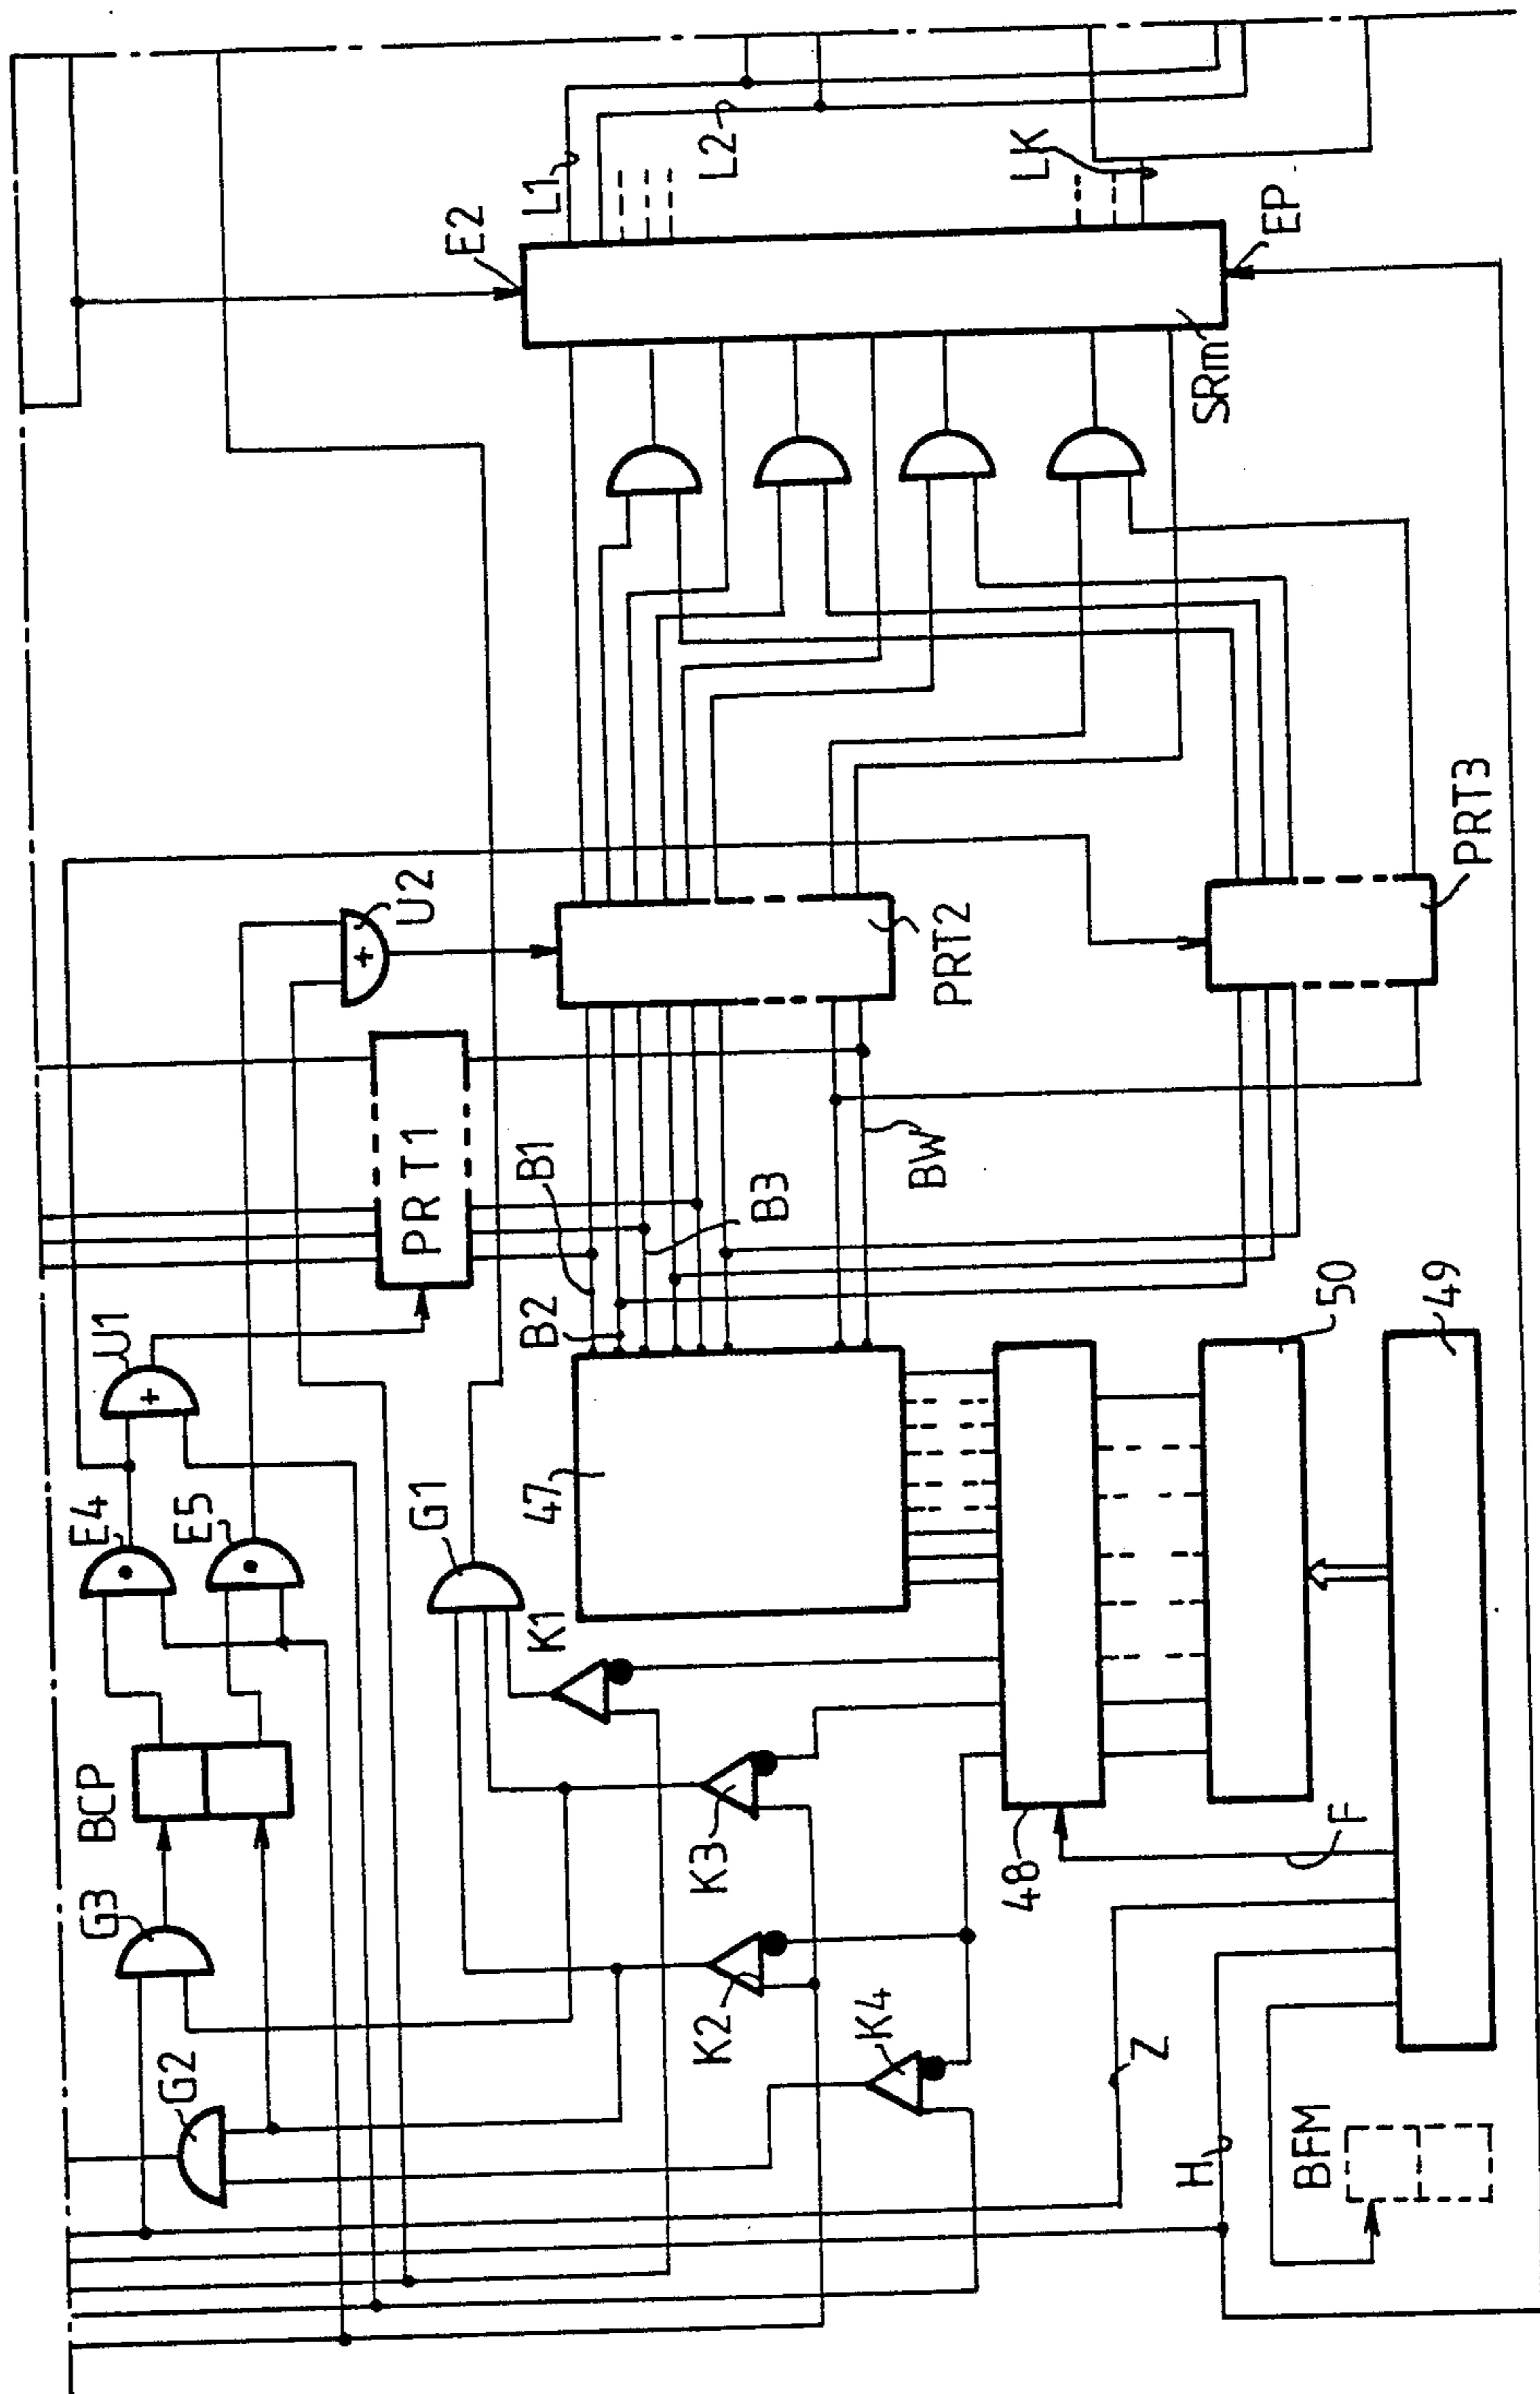 E2
L1
L2
LK
EP
SRm
U2
PRT2
PRT3
PRT1
B1
B2
B3
BW
U1
+
+
E4
E5
G1
47
50
49
K1
BCP
K3
48
F
G3
K2
K4
Z
G2
H
BFM